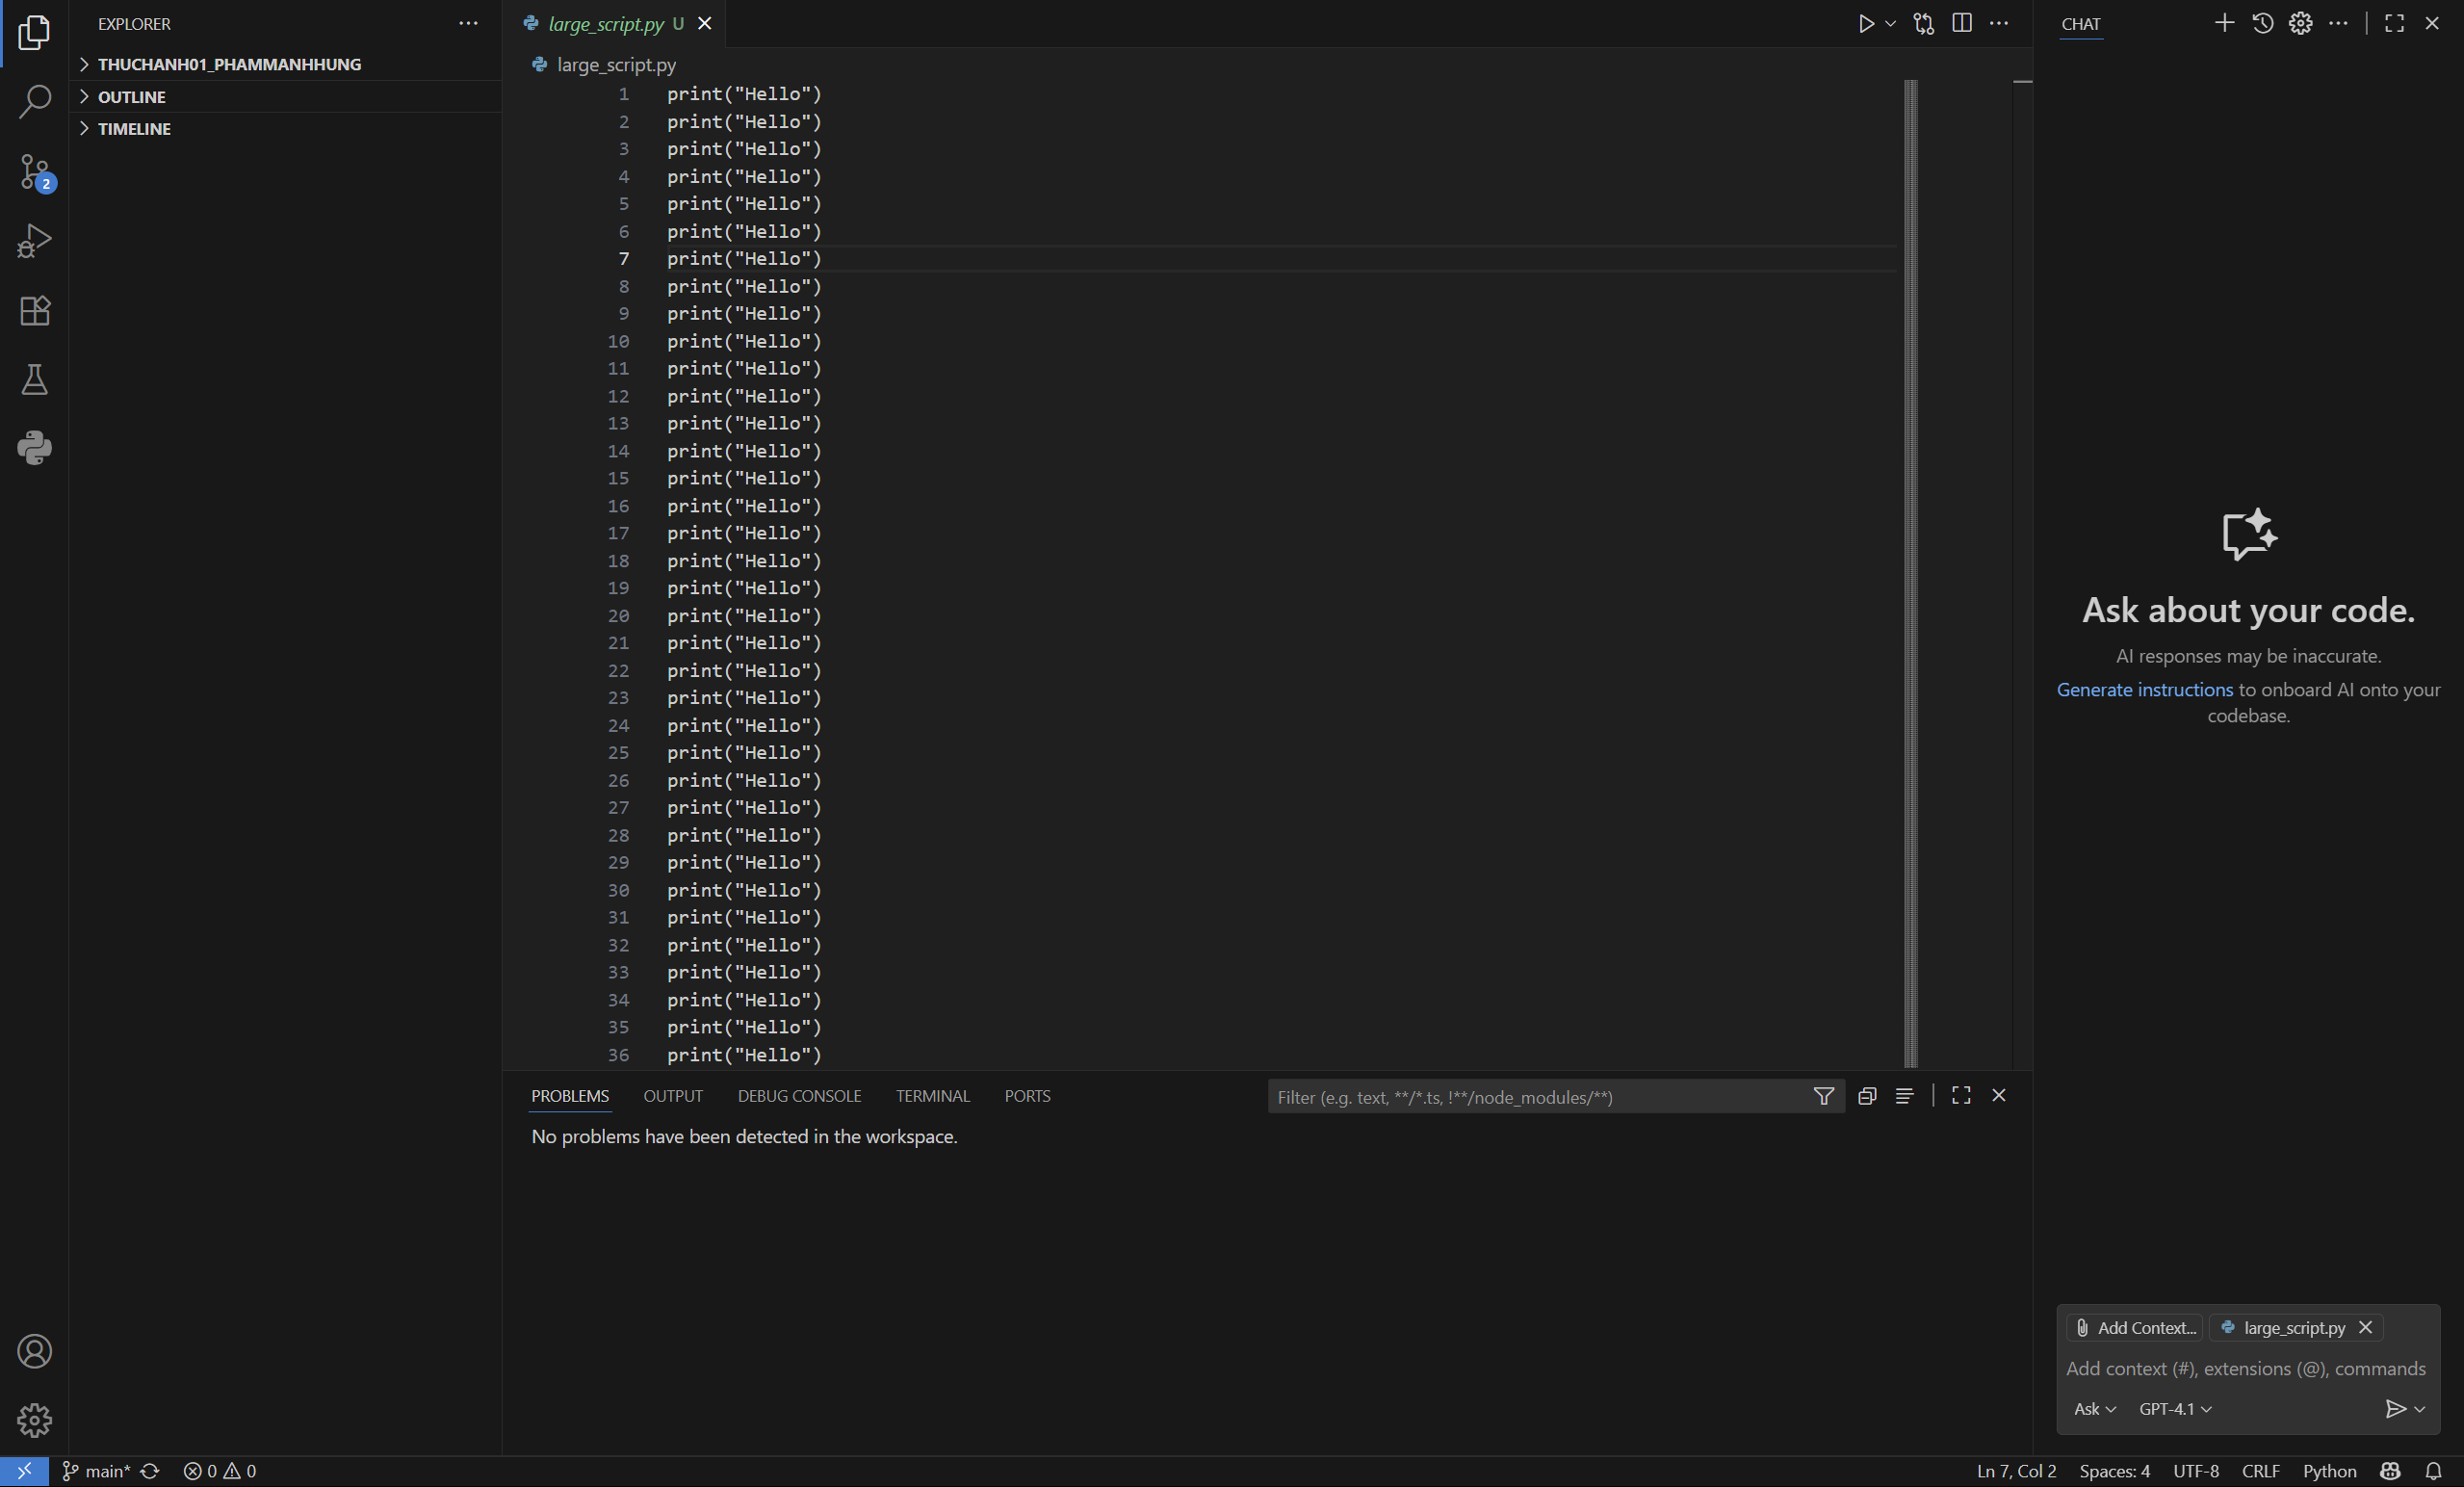 EXPLORER
THUCHANH01_PHAMMANHHUNG
OUTLINE
TIMELINE
2
large_script.py U
large_script.py
1 print("Hello")
2 print("Hello")
3 print("Hello")
4 print("Hello")
5 print("Hello")
6 print("Hello")
7 print("Hello")
8 print("Hello")
9 print("Hello")
10 print("Hello")
11 print("Hello")
12 print("Hello")
13 print("Hello")
14 print("Hello")
15 print("Hello")
16 print("Hello")
17 print("Hello")
18 print("Hello")
19 print("Hello")
20 print("Hello")
21 print("Hello")
22 print("Hello")
23 print("Hello")
24 print("Hello")
25 print("Hello")
26 print("Hello")
27 print("Hello")
28 print("Hello")
29 print("Hello")
30 print("Hello")
31 print("Hello")
32 print("Hello")
33 print("Hello")
34 print("Hello")
35 print("Hello")
36 print("Hello")
PROBLEMS OUTPUT DEBUG CONSOLE TERMINAL PORTS
Filter (e.g. text, **/*.ts, !**/node_modules/**)
No problems have been detected in the workspace.
CHAT
Ask about your code.
AI responses may be inaccurate.
Generate instructions to onboard AI onto your
codebase.
Add Context... large_script.py
Add context (#), extensions (@), commands
Ask GPT-4.1
main* 0 0
Ln 7, Col 2 Spaces: 4 UTF-8 CRLF Python